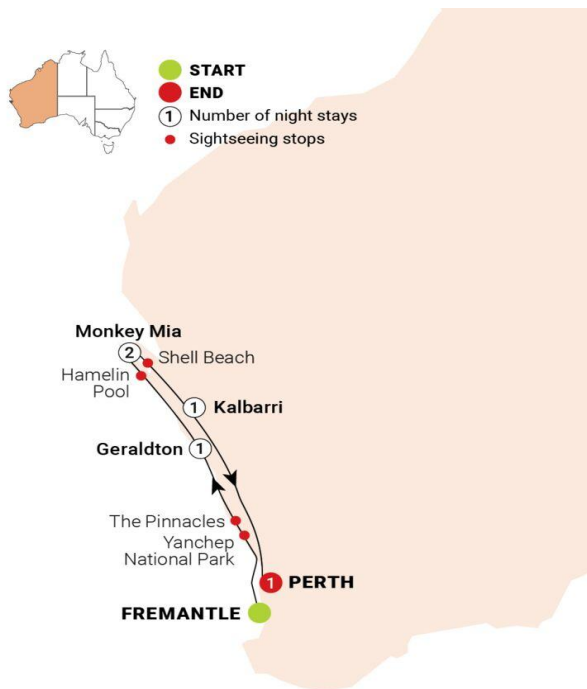 START
END
1 Number of night stays
Sightseeing stops
Monkey Mia
2
Shell Beach
Hamelin
Pool
1 Kalbarri
Geraldton 1
The Pinnacles
Yanchep
National Park
1 PERTH
FREMANTLE